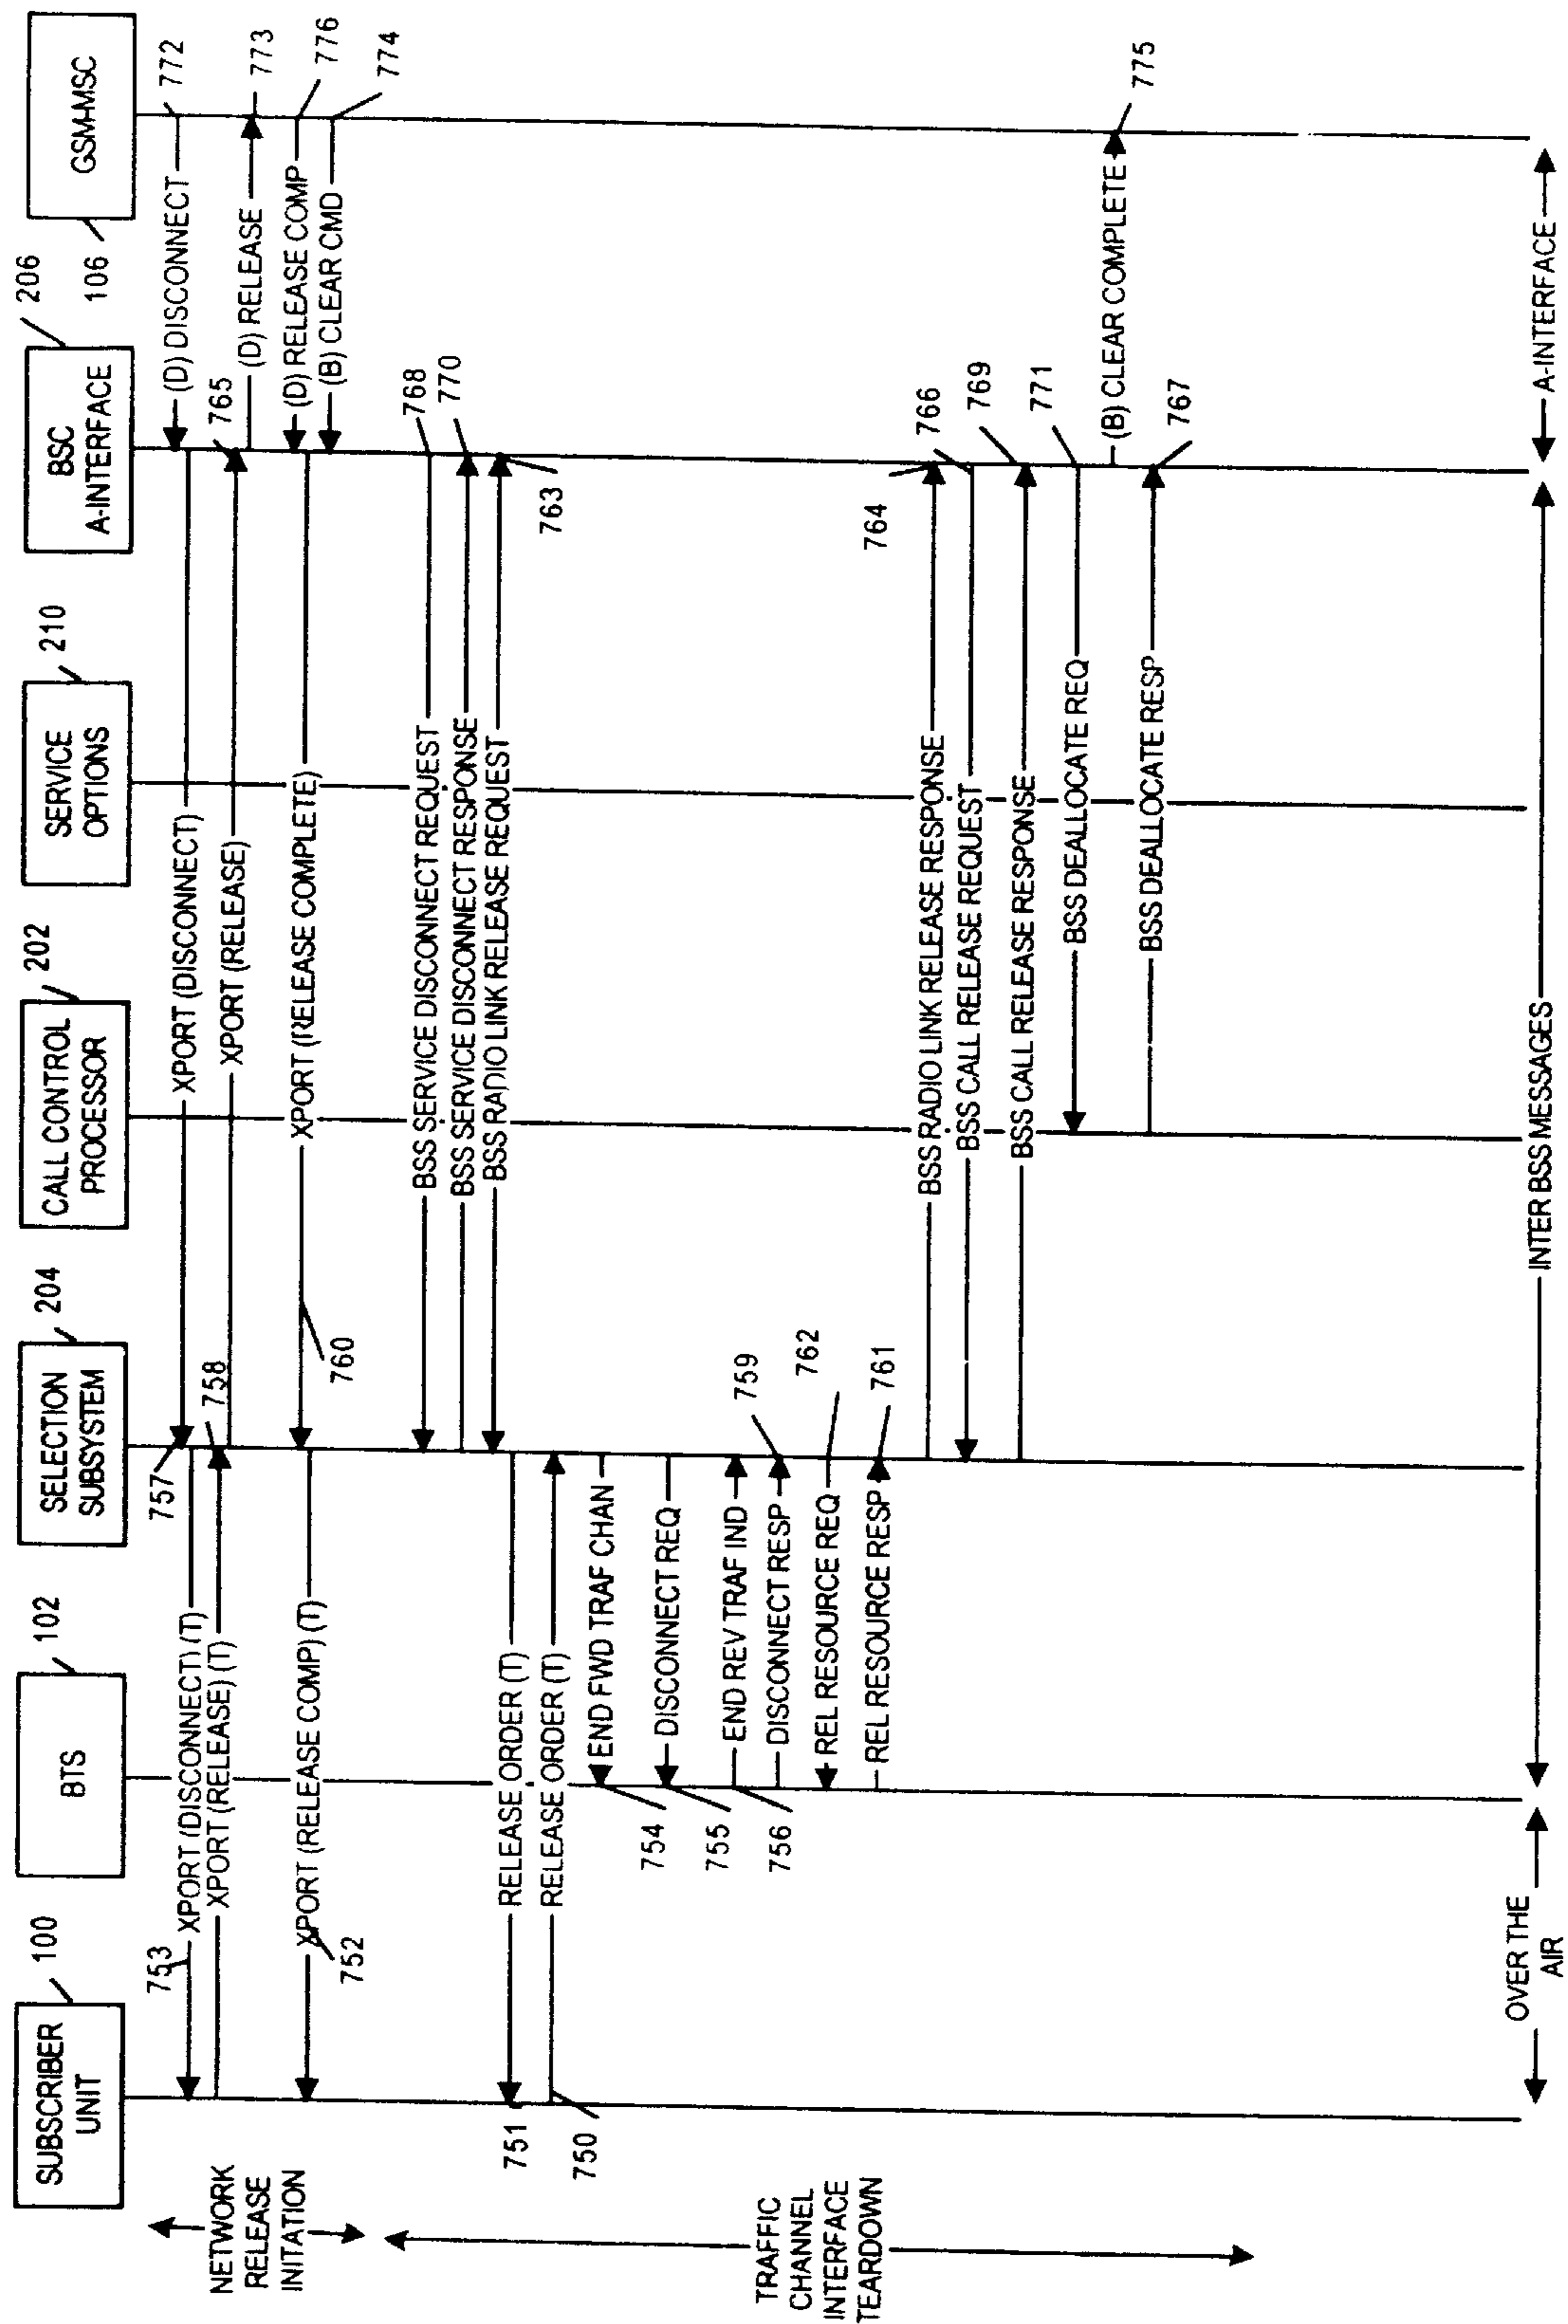 SUBSCRIBER
UNIT
100
BTS
102
SELECTION
SUBSYSTEM
204
CALL CONTROL
PROCESSOR
202
SERVICE
OPTIONS
210
BSC
A-INTERFACE
206
GSM-MSC
106
NETWORK
RELEASE
INITATION
(D) DISCONNECT
772
XPORT (DISCONNECT)
757
XPORT (DISCONNECT) (T)
753
XPORT (RELEASE) (T)
758
XPORT (RELEASE)
765
(D) RELEASE
773
(D) RELEASE COMP
776
(B) CLEAR CMD
774
XPORT (RELEASE COMPLETE)
760
XPORT (RELEASE COMP) (T)
752
TRAFFIC
CHANNEL
INTERFACE
TEARDOWN
BSS SERVICE DISCONNECT REQUEST
768
BSS SERVICE DISCONNECT RESPONSE
770
BSS RADIO LINK RELEASE REQUEST
763
RELEASE ORDER (T)
751
RELEASE ORDER (T)
750
END FWD TRAF CHAN
754
DISCONNECT REQ
755
END REV TRAF IND
756
DISCONNECT RESP
759
REL RESOURCE REQ
762
REL RESOURCE RESP
761
BSS RADIO LINK RELEASE RESPONSE
764
BSS CALL RELEASE REQUEST
766
BSS CALL RELEASE RESPONSE
769
BSS DEALLOCATE REQ
771
(B) CLEAR COMPLETE
775
BSS DEALLOCATE RESP
767
OVER THE
AIR
INTER BSS MESSAGES
A-INTERFACE